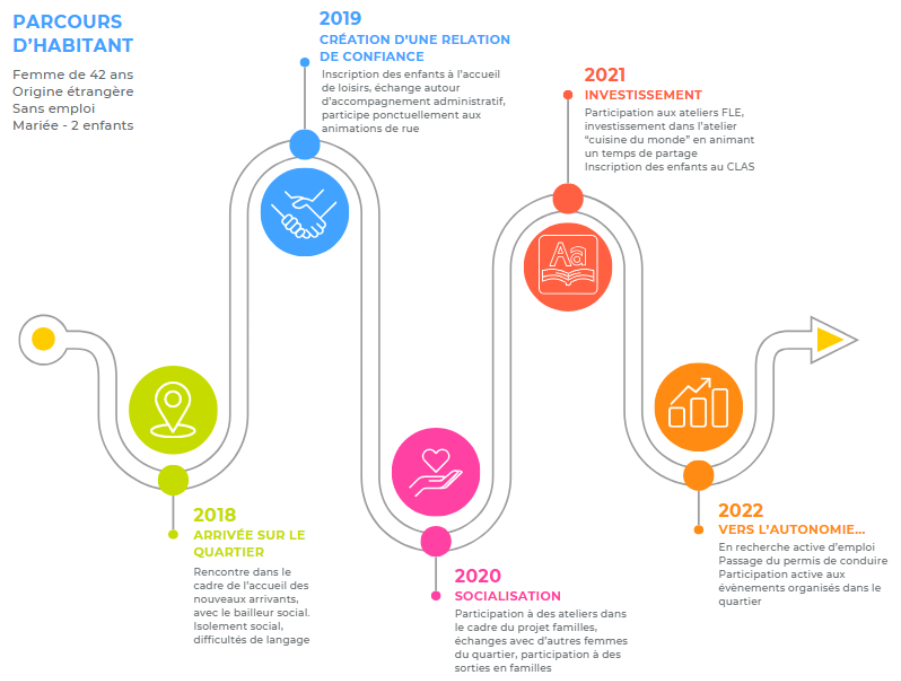 PARCOURS
D'HABITANT
Femme de 42 ans
Origine étrangère
Sans emploi
Mariée - 2 enfants
2018
ARRIVÉE SUR LE
QUARTIER
Rencontre dans le
cadre de l'accueil des
nouveaux arrivants,
avec le bailleur social.
Isolement social,
difficultés de langage
2019
CRÉATION D'UNE RELATION
DE CONFIANCE
Inscription des enfants à l'accueil
de loisirs, échange autour
d'accompagnement administratif,
participe ponctuellement aux
animations de rue
2020
SOCIALISATION
Participation à des ateliers dans
le cadre du projet familles,
échanges avec d'autres femmes
du quartier, participation à des
sorties en familles
2021
INVESTISSEMENT
Participation aux ateliers FLE,
investissement dans l'atelier
“cuisine du monde” en animant
un temps de partage
Inscription des enfants au CLAS
Aa
2022
VERS L'AUTONOMIE...
En recherche active d'emploi
Passage du permis de conduire
Participation active aux
évènements organisés dans le
quartier